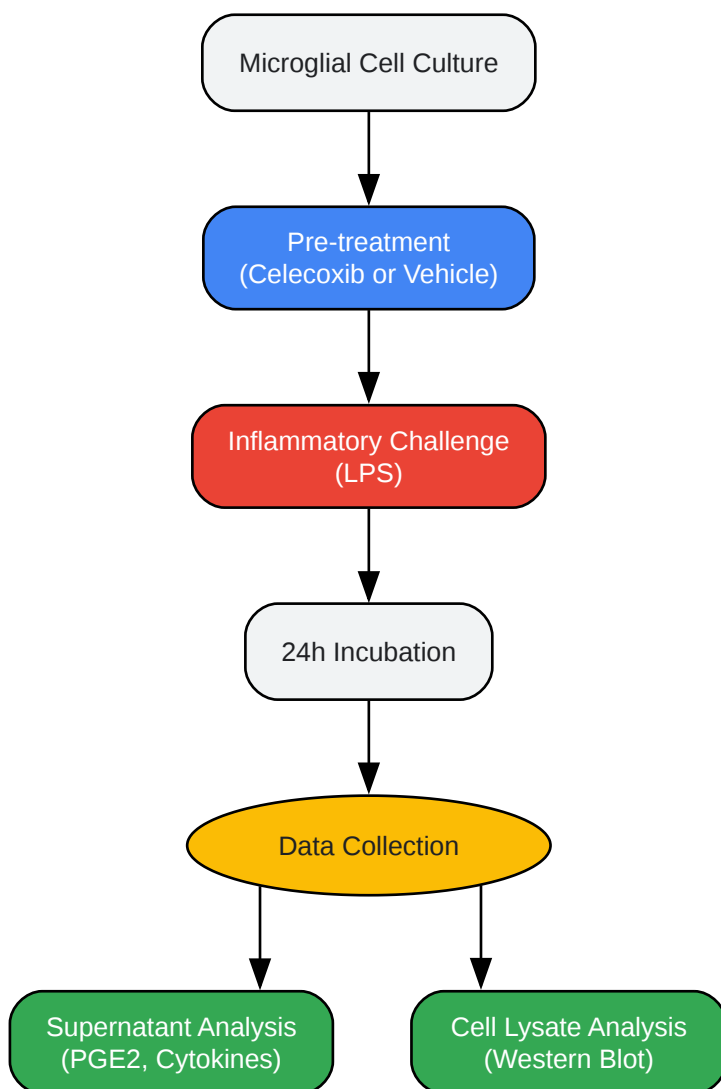 Microglial Cell Culture
Pre-treatment
(Celecoxib or Vehicle)
Inflammatory Challenge
(LPS)
24h Incubation
Data Collection
Supernatant Analysis
(PGE2, Cytokines)
Cell Lysate Analysis
(Western Blot)